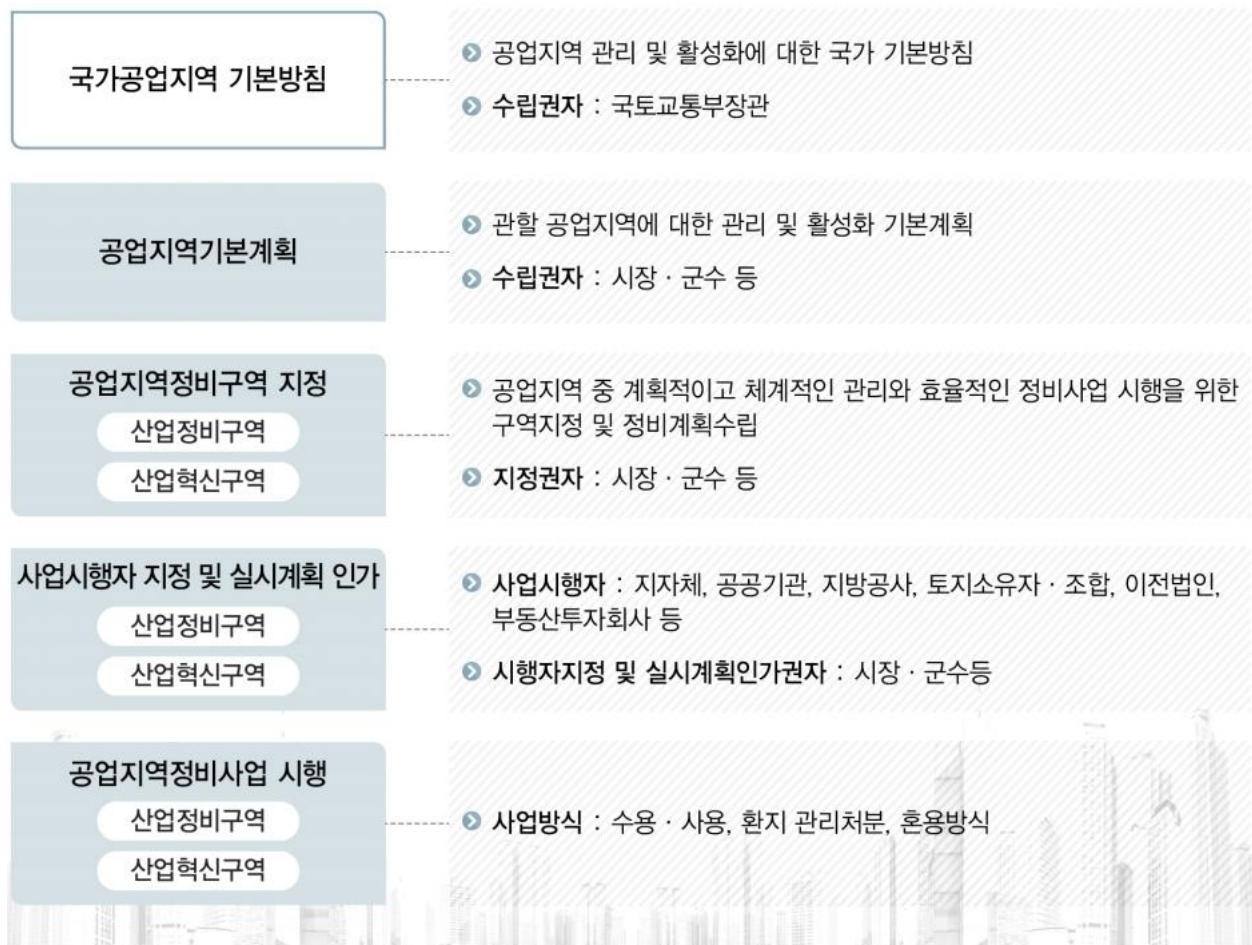 국가공업지역 기본방침
공업지역 관리 및 활성화에 대한 국가 기본방침
수립권자 : 국토교통부장관
공업지역기본계획
관할 공업지역에 대한 관리 및 활성화 기본계획
수립권자 : 시장 · 군수 등
공업지역정비구역 지정
산업정비구역
산업혁신구역
공업지역 중 계획적이고 체계적인 관리와 효율적인 정비사업 시행을 위한
구역지정 및 정비계획수립
지정권자 : 시장 · 군수 등
사업시행자 지정 및 실시계획 인가
산업정비구역
산업혁신구역
사업시행자 : 지자체, 공공기관, 지방공사, 토지소유자 · 조합, 이전법인,
부동산투자회사 등
시행자지정 및 실시계획인가권자 : 시장 · 군수등
공업지역정비사업 시행
산업정비구역
산업혁신구역
사업방식 : 수용 · 사용, 환지 관리처분, 혼용방식